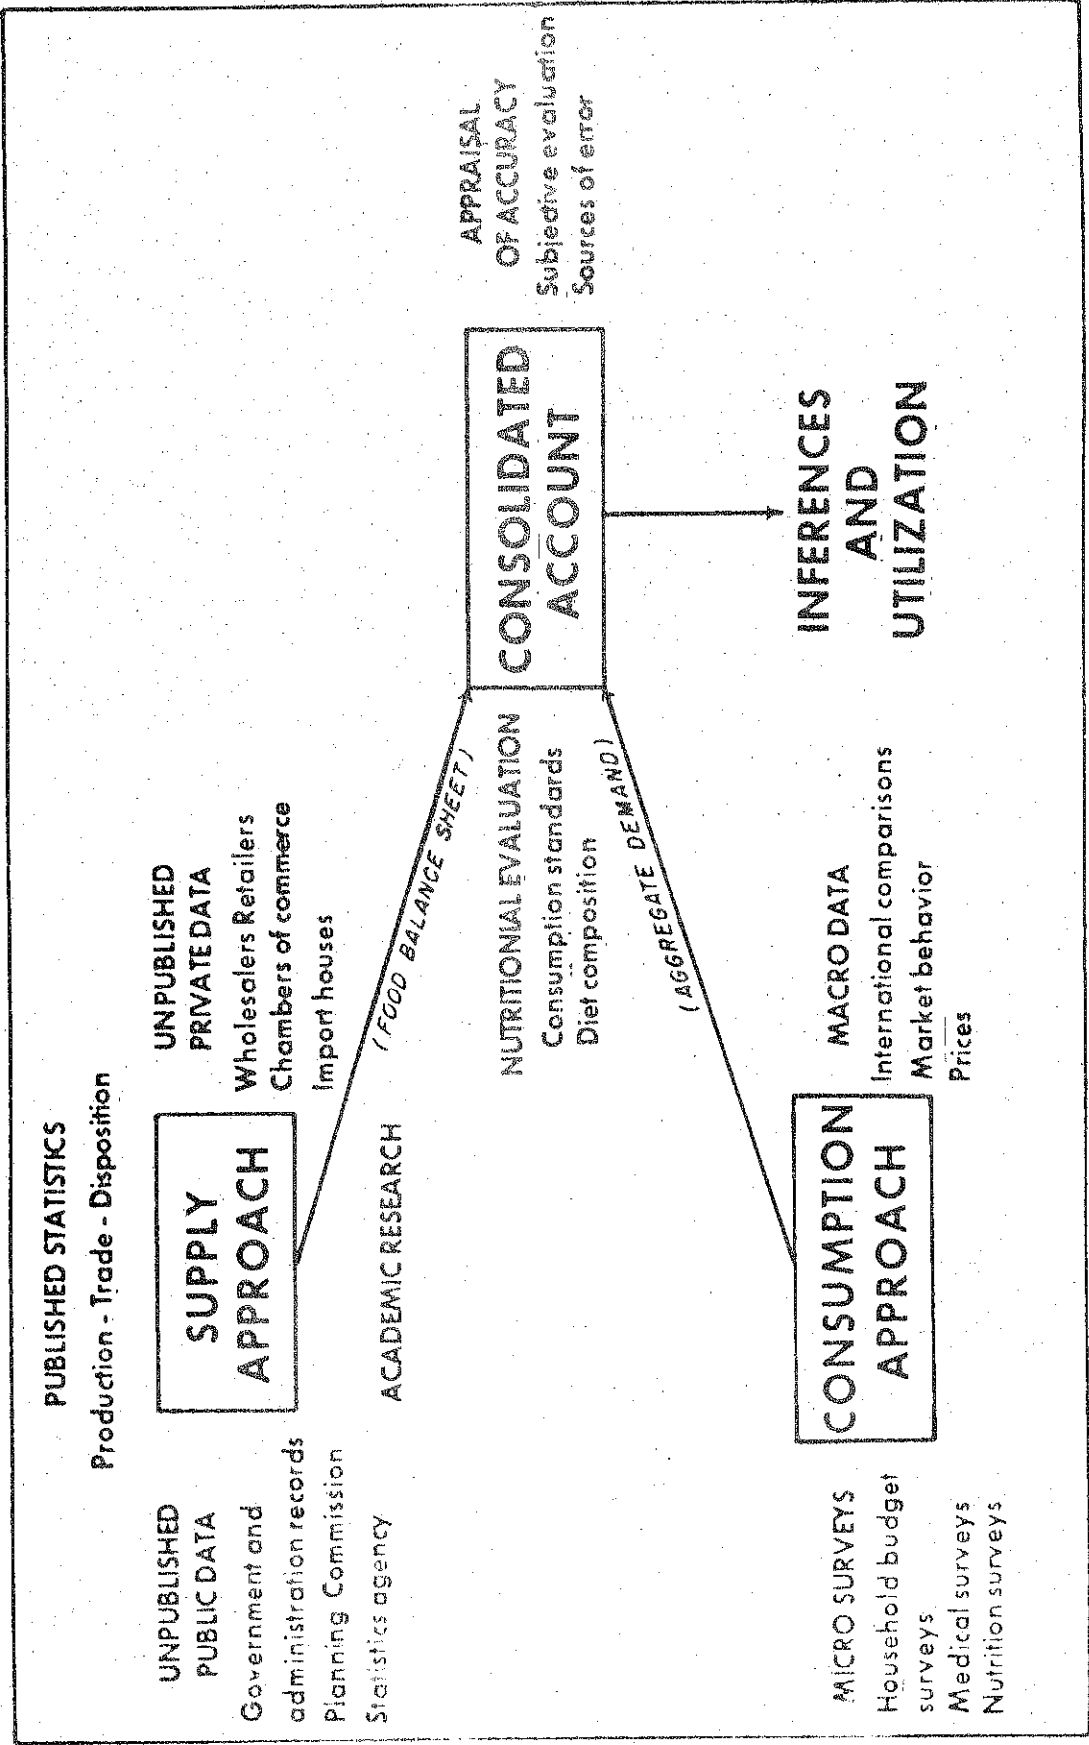 PUBLISHED STATISTICS
Production - Trade - Disposition
UNPUBLISHED
PUBLIC DATA
Government and
administration records
Planning Commission
Statistics agency
SUPPLY
APPROACH
UNPUBLISHED
PRIVATE DATA
Wholesalers Retailers
Chambers of commerce
Import houses
ACADEMIC RESEARCH
(FOOD BALANCE SHEET)
NUTRITIONIAL EVALUATION
Consumption standards
Diet composition
(AGGREGATE DEMAND)
CONSOLIDATED
ACCOUNT
APPRAISAL
OF ACCURACY
Subjective evaluation
Sources of error
MICRO SURVEYS
Household budget
surveys
Medical surveys
Nutrition surveys
CONSUMPTION
APPROACH
MACRO DATA
International comparisons
Market behavior
Prices
INFERENCES
AND
UTILIZATION